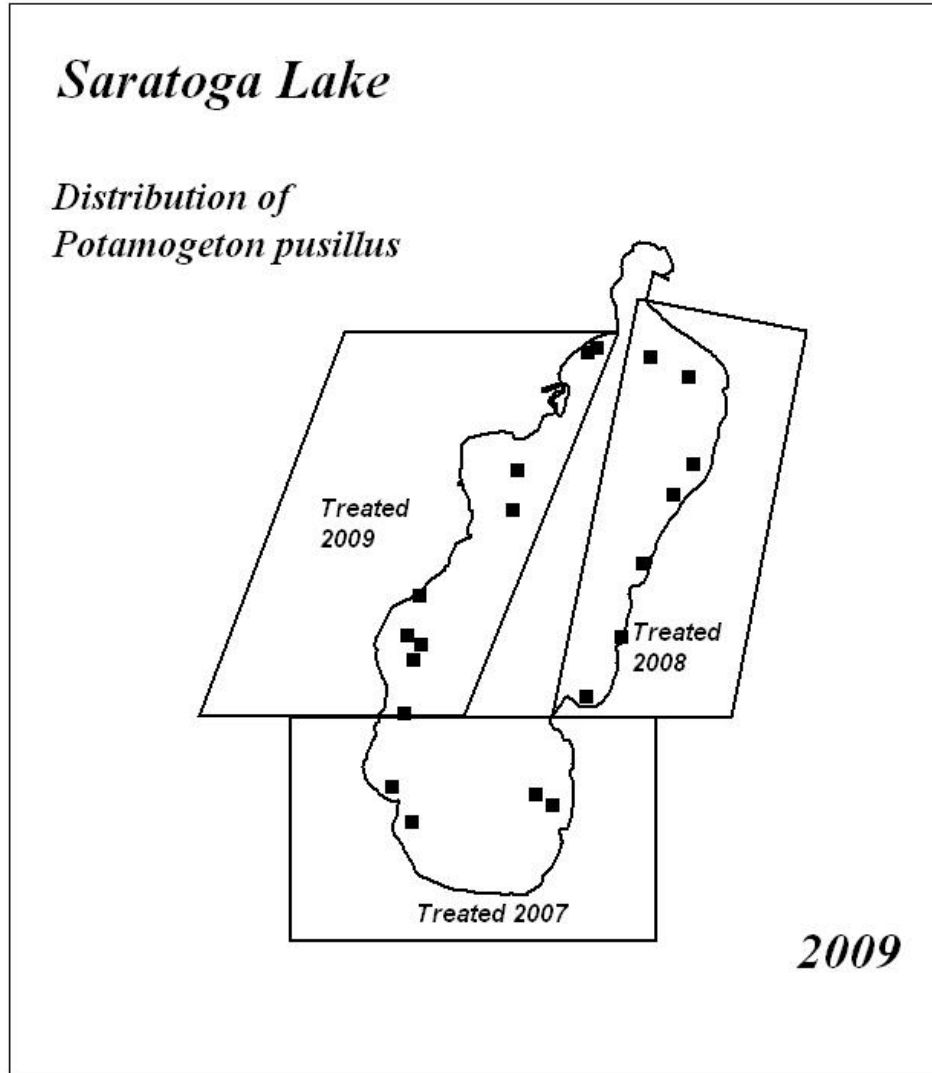 Saratoga Lake
Distribution of
Potamogeton pusillus
Treated
2009
Treated
2008
Treated 2007
2009